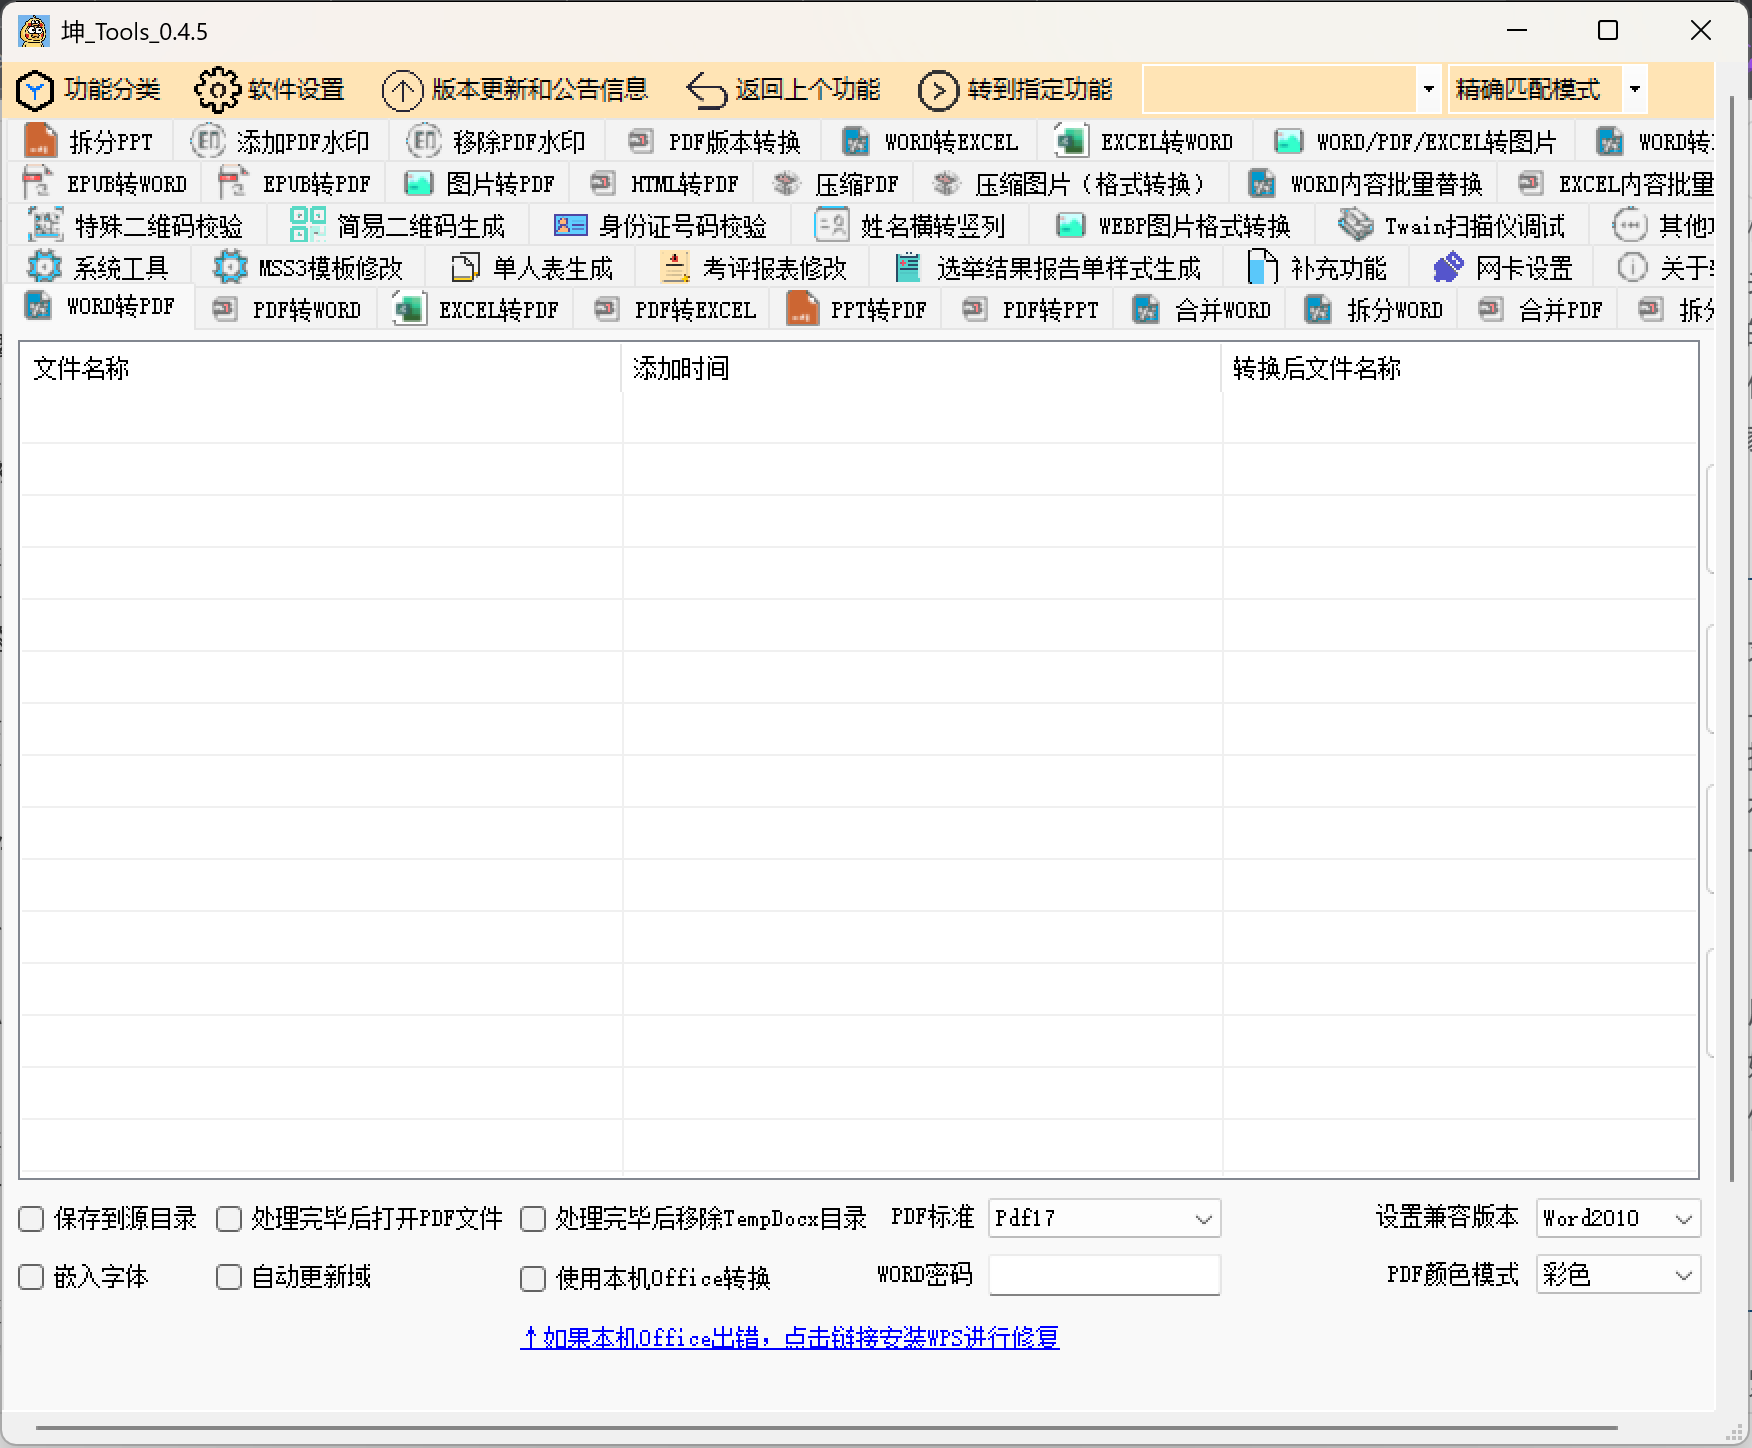 坤_Tools_0.4.5
功能分类 软件设置 版本更新和公告信息 返回上个功能 转到指定功能 精确匹配模式
拆分PPT 添加PDF水印 移除PDF水印 PDF版本转换 WORD转EXCEL EXCEL转WORD WORD/PDF/EXCEL转图片 WORD转
EPUB转WORD EPUB转PDF 图片转PDF HTML转PDF 压缩PDF 压缩图片（格式转换） WORD内容批量替换 EXCEL内容批量
特殊二维码校验 简易二维码生成 身份证号码校验 姓名横转竖列 WEBP图片格式转换 Twain扫描仪调试 其他
系统工具 MSS3模板修改 单人表生成 考评报表修改 选举结果报告单样式生成 补充功能 网卡设置 关于
WORD转PDF PDF转WORD EXCEL转PDF PDF转EXCEL PPT转PDF PDF转PPT 合并WORD 拆分WORD 合并PDF 拆分
文件名称 添加时间 转换后文件名称
保存到源目录 处理完毕后打开PDF文件 处理完毕后移除TempDocx目录 PDF标准 Pdf17 设置兼容版本 Word2010
嵌入字体 自动更新域 使用本机Office转换 WORD密码 PDF颜色模式 彩色
↑如果本机Office出错，点击链接安装WPS进行修复